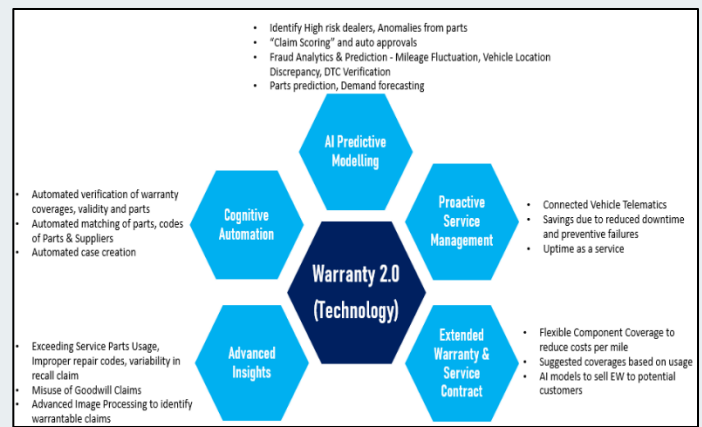 • Identify High risk dealers, Anomalies from parts
• “Claim Scoring” and auto approvals
• Fraud Analytics & Prediction - Mileage Fluctuation, Vehicle Location
Discrepancy, DTC Verification
• Parts prediction, Demand forecasting
AI Predictive
Modelling
• Automated verification of warranty
coverages, validity and parts
• Automated matching of parts, codes
of Parts & Suppliers
• Automated case creation
Cognitive
Automation
Proactive
Service
Management
• Connected Vehicle Telematics
• Savings due to reduced downtime
and preventive failures
• Uptime as a service
Warranty 2.0
(Technology)
• Exceeding Service Parts Usage,
Improper repair codes, variability in
recall claim
• Misuse of Goodwill Claims
• Advanced Image Processing to identify
warrantable claims
Advanced
Insights
Extended
Warranty &
Service
Contract
• Flexible Component Coverage to
reduce costs per mile
• Suggested coverages based on usage
• AI models to sell EW to potential
customers